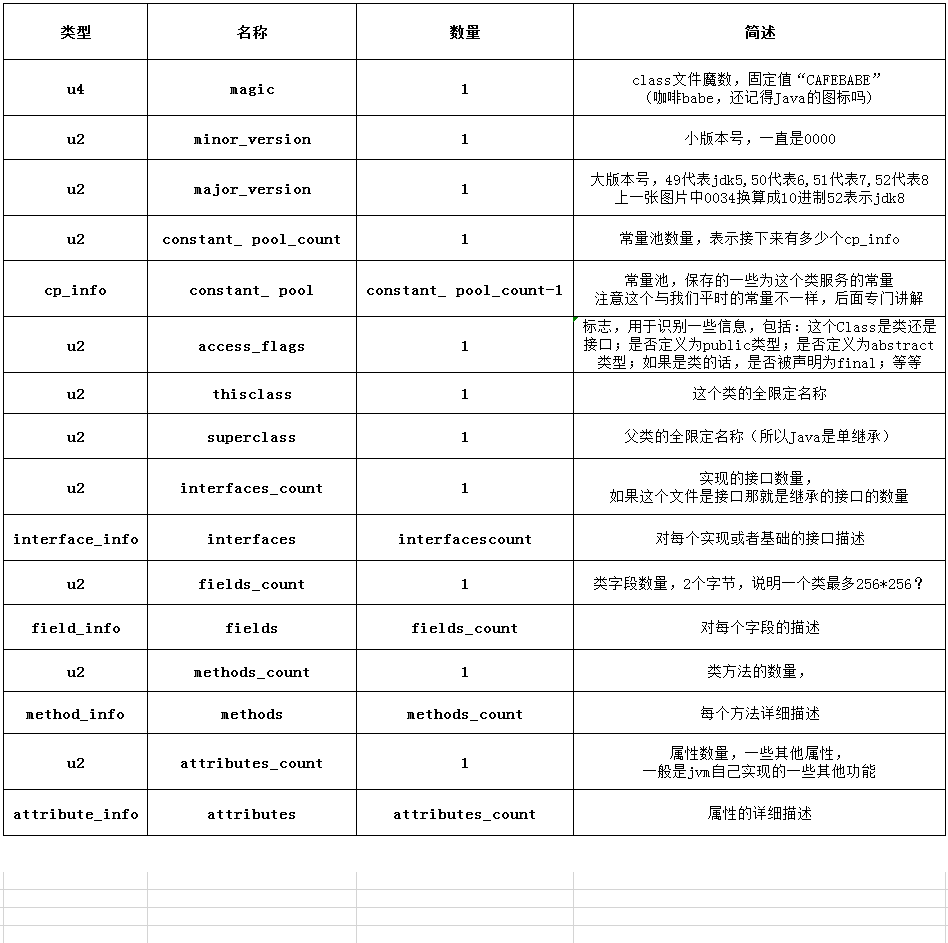 类型 名称 数量 简述
u4 magic 1 class文件魔数，固定值“CAFEBABE”
（咖啡babe，还记得Java的图标吗）
u2 minor_version 1 小版本号，一直是0000
u2 major_version 1 大版本号，49代表jdk5,50代表6,51代表7,52代表8
上一张图片中0034换算成10进制52表示jdk8
u2 constant_ pool_count 1 常量池数量，表示接下来有多少个cp_info
cp_info constant_ pool constant_ pool_count-1 常量池，保存的一些为这个类服务的常量
注意这个与我们平时的常量不一样，后面专门讲解
u2 access_flags 1 标志，用于识别一些信息，包括：这个Class是类还是
接口；是否定义为public类型；是否定义为abstract
类型；如果是类的话，是否被声明为final；等等
u2 thisclass 1 这个类的全限定名称
u2 superclass 1 父类的全限定名称（所以Java是单继承）
u2 interfaces_count 1 实现的接口数量，
如果这个文件是接口那就是继承的接口的数量
interface_info interfaces interfacescount 对每个实现或者基础的接口描述
u2 fields_count 1 类字段数量，2个字节，说明一个类最多256*256？
field_info fields fields_count 对每个字段的描述
u2 methods_count 1 类方法的数量，
method_info methods methods_count 每个方法详细描述
u2 attributes_count 1 属性数量，一些其他属性，
一般是jvm自己实现的一些其他功能
attribute_info attributes attributes_count 属性的详细描述